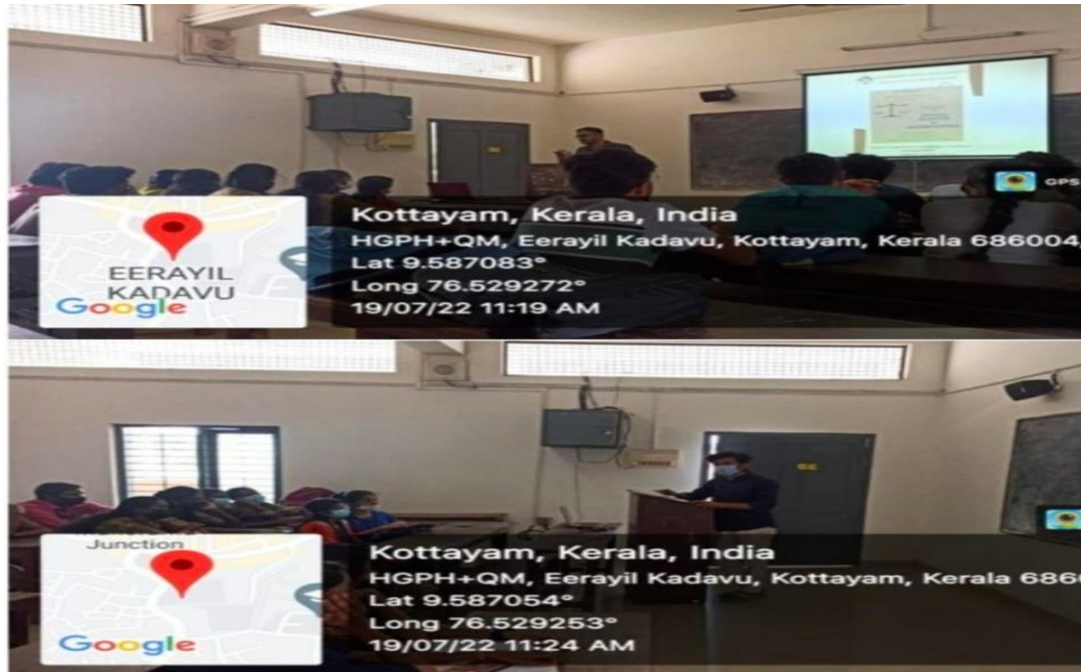 GPS
EERAYIL
KADAVU
Google
Kottayam, Kerala, India
HGPH+QM, Eerayil Kadavu, Kottayam, Kerala 686004,
Lat 9.587083°
Long 76.529272°
19/07/22 11:19 AM
Junction
Google
Kottayam, Kerala, India
HGPH+QM, Eerayil Kadavu, Kottayam, Kerala
Lat 9.587054°
Long 76.529253°
19/07/22 11:24 AM